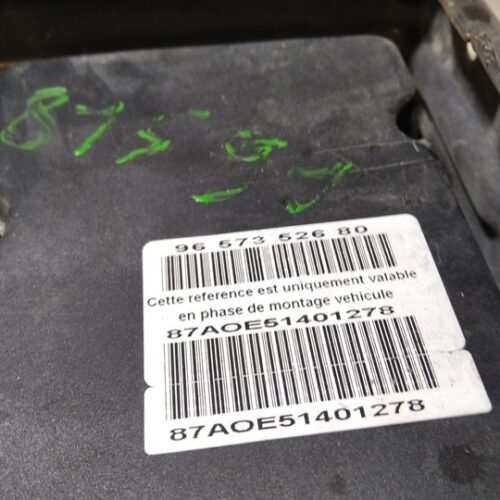 96 573 526 80
Cette reference est uniquement valable
en phase de montage vehicule
87AOE51401278
87AOE51401278